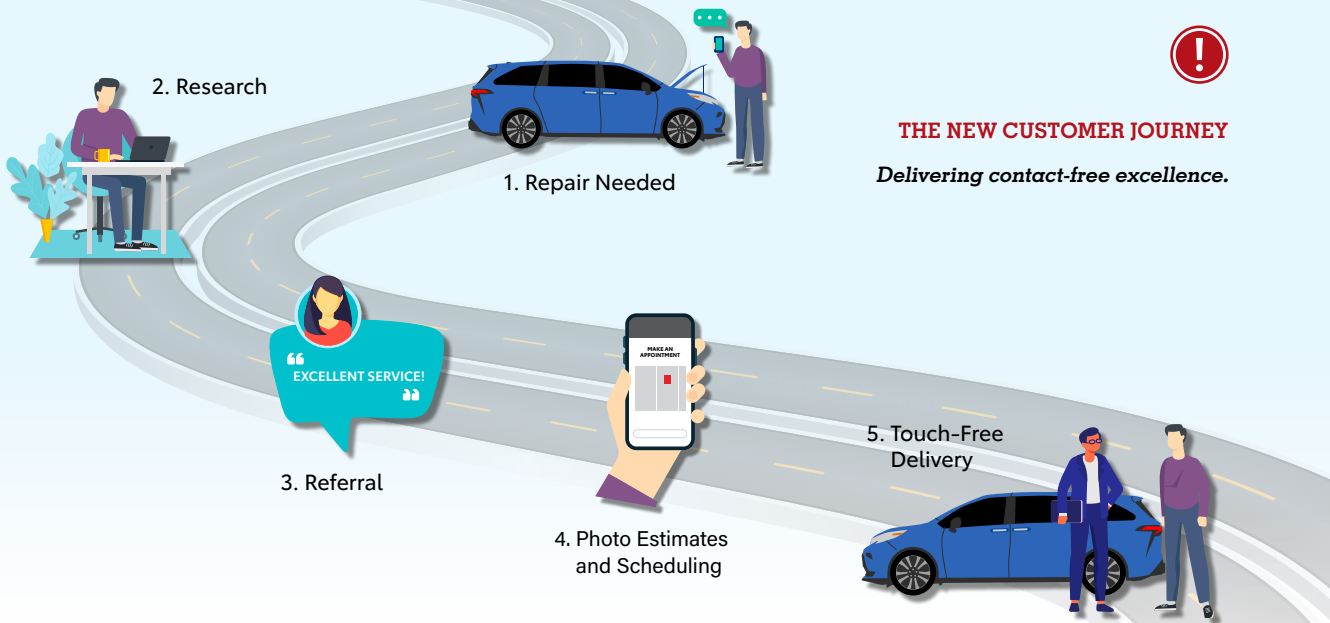 THE NEW CUSTOMER JOURNEY
Delivering contact-free excellence.
1. Repair Needed
2. Research
“
EXCELLENT SERVICE!
”
3. Referral
MAKE AN
APPOINTMENT
4. Photo Estimates
and Scheduling
5. Touch-Free
Delivery